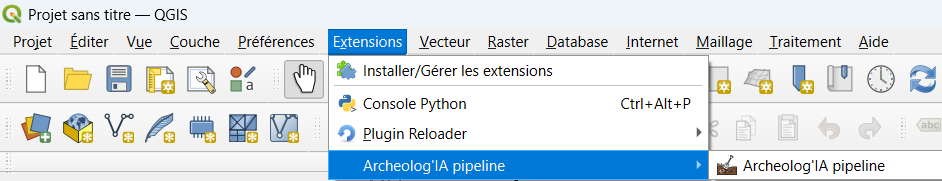 Projet sans titre — QGIS
Projet Éditer Vue Couche Préférences Extensions Vecteur Raster Database Internet Maillage Traitement Aide
Installer/Gérer les extensions
Console Python Ctrl+Alt+P
Plugin Reloader
Archeolog'IA pipeline Archeolog'IA pipeline
abc